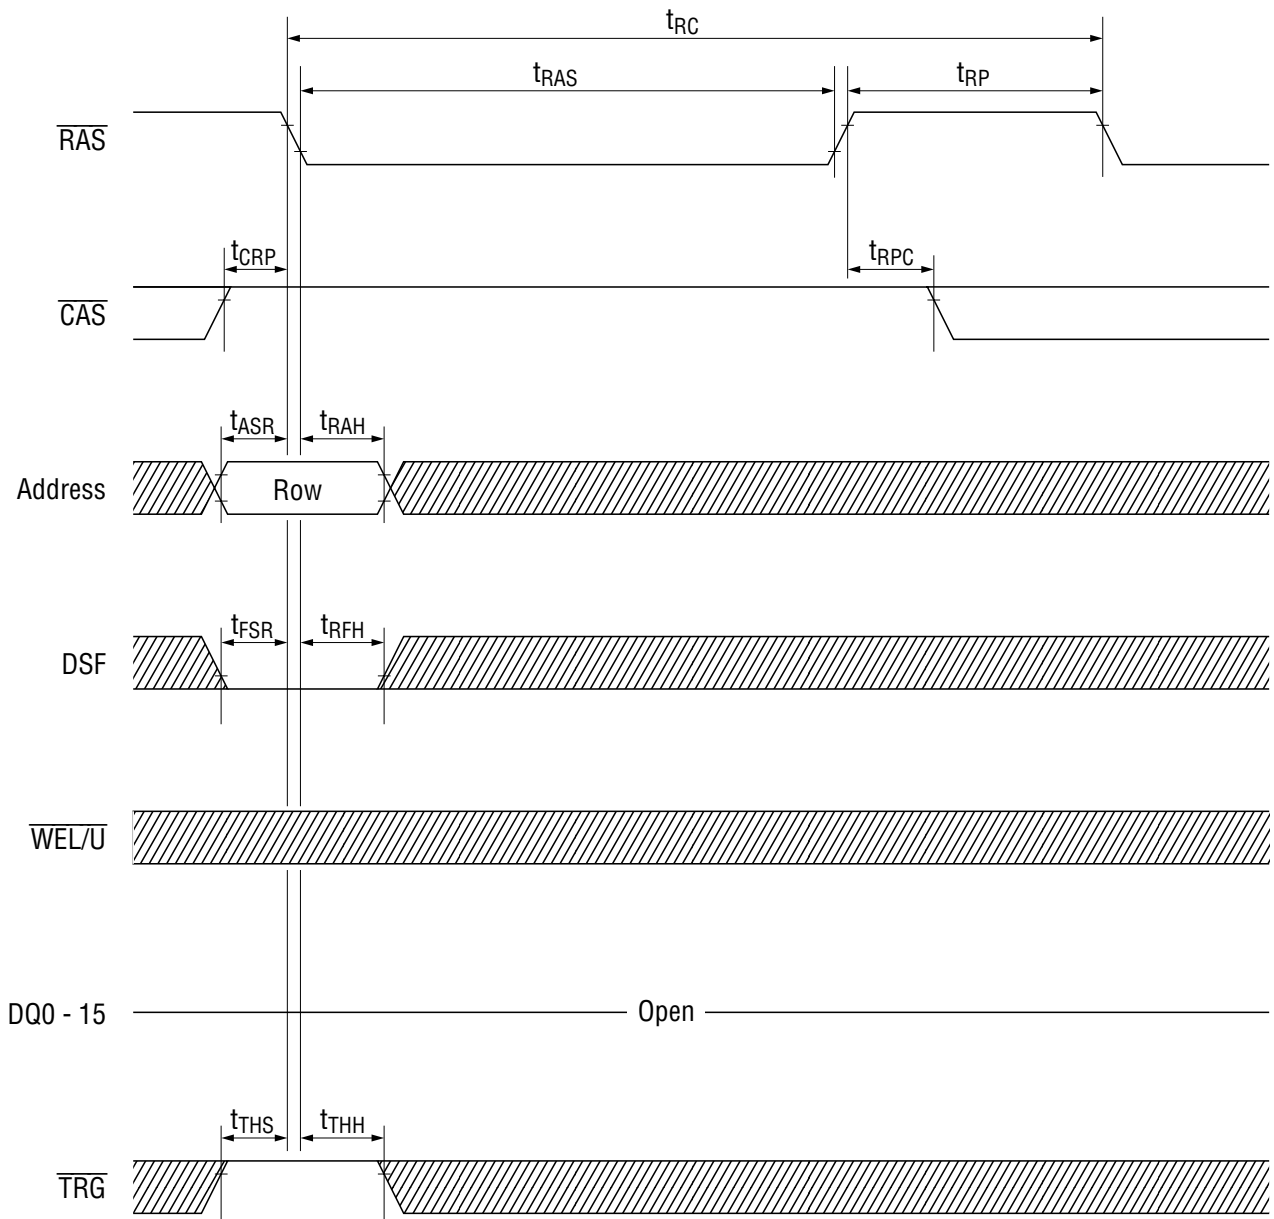 tRC
tRAS
tRP
RAS
tCRP
tRPC
CAS
tASR
tRAH
Address
Row
tFSR
tRFH
DSF
WEL/U
DQ0 - 15
Open
tTHS
tTHH
TRG